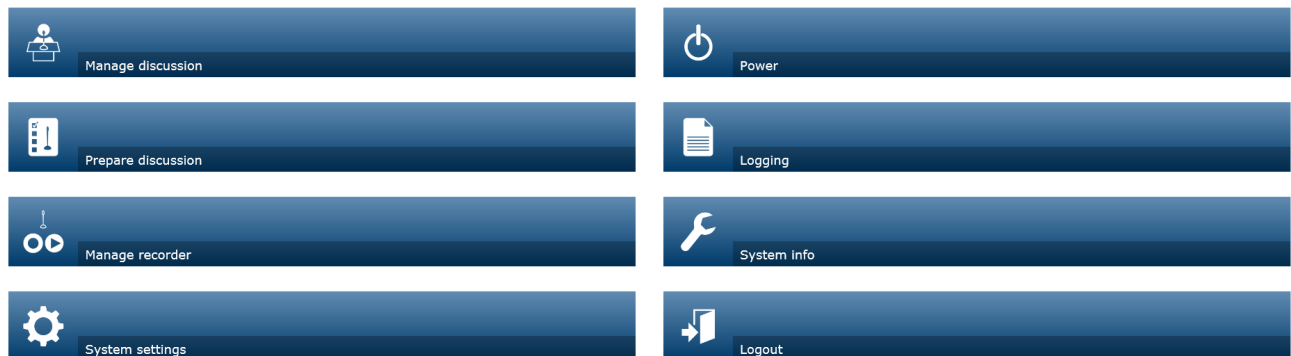 Manage discussion
Power
Prepare discussion
Logging
Manage recorder
System info
System settings
Logout